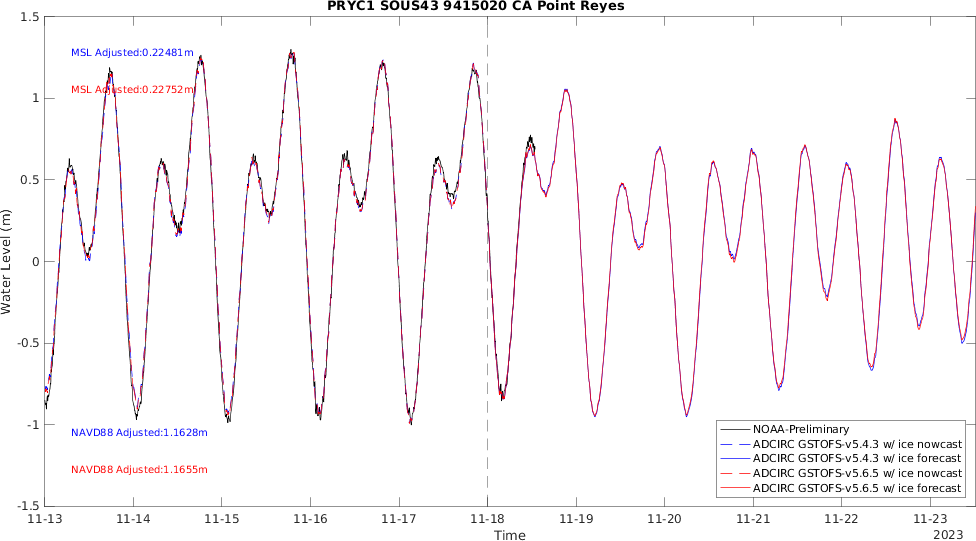 PRYC1 SOUS43 9415020 CA Point Reyes
1.5
MSL Adjusted:0.22481m
MSL Adjusted:0.22752m
1
0.5
Water Level (m)
0
-0.5
-1
NAVD88 Adjusted:1.1628m
NAVD88 Adjusted:1.1655m
-1.5
NOAA-Preliminary
ADCIRC GSTOFS-v5.4.3 w/ ice nowcast
ADCIRC GSTOFS-v5.4.3 w/ ice forecast
ADCIRC GSTOFS-v5.6.5 w/ ice nowcast
ADCIRC GSTOFS-v5.6.5 w/ ice forecast
11-13 11-14 11-15 11-16 11-17 11-18 11-19 11-20 11-21 11-22 11-23
Time
2023